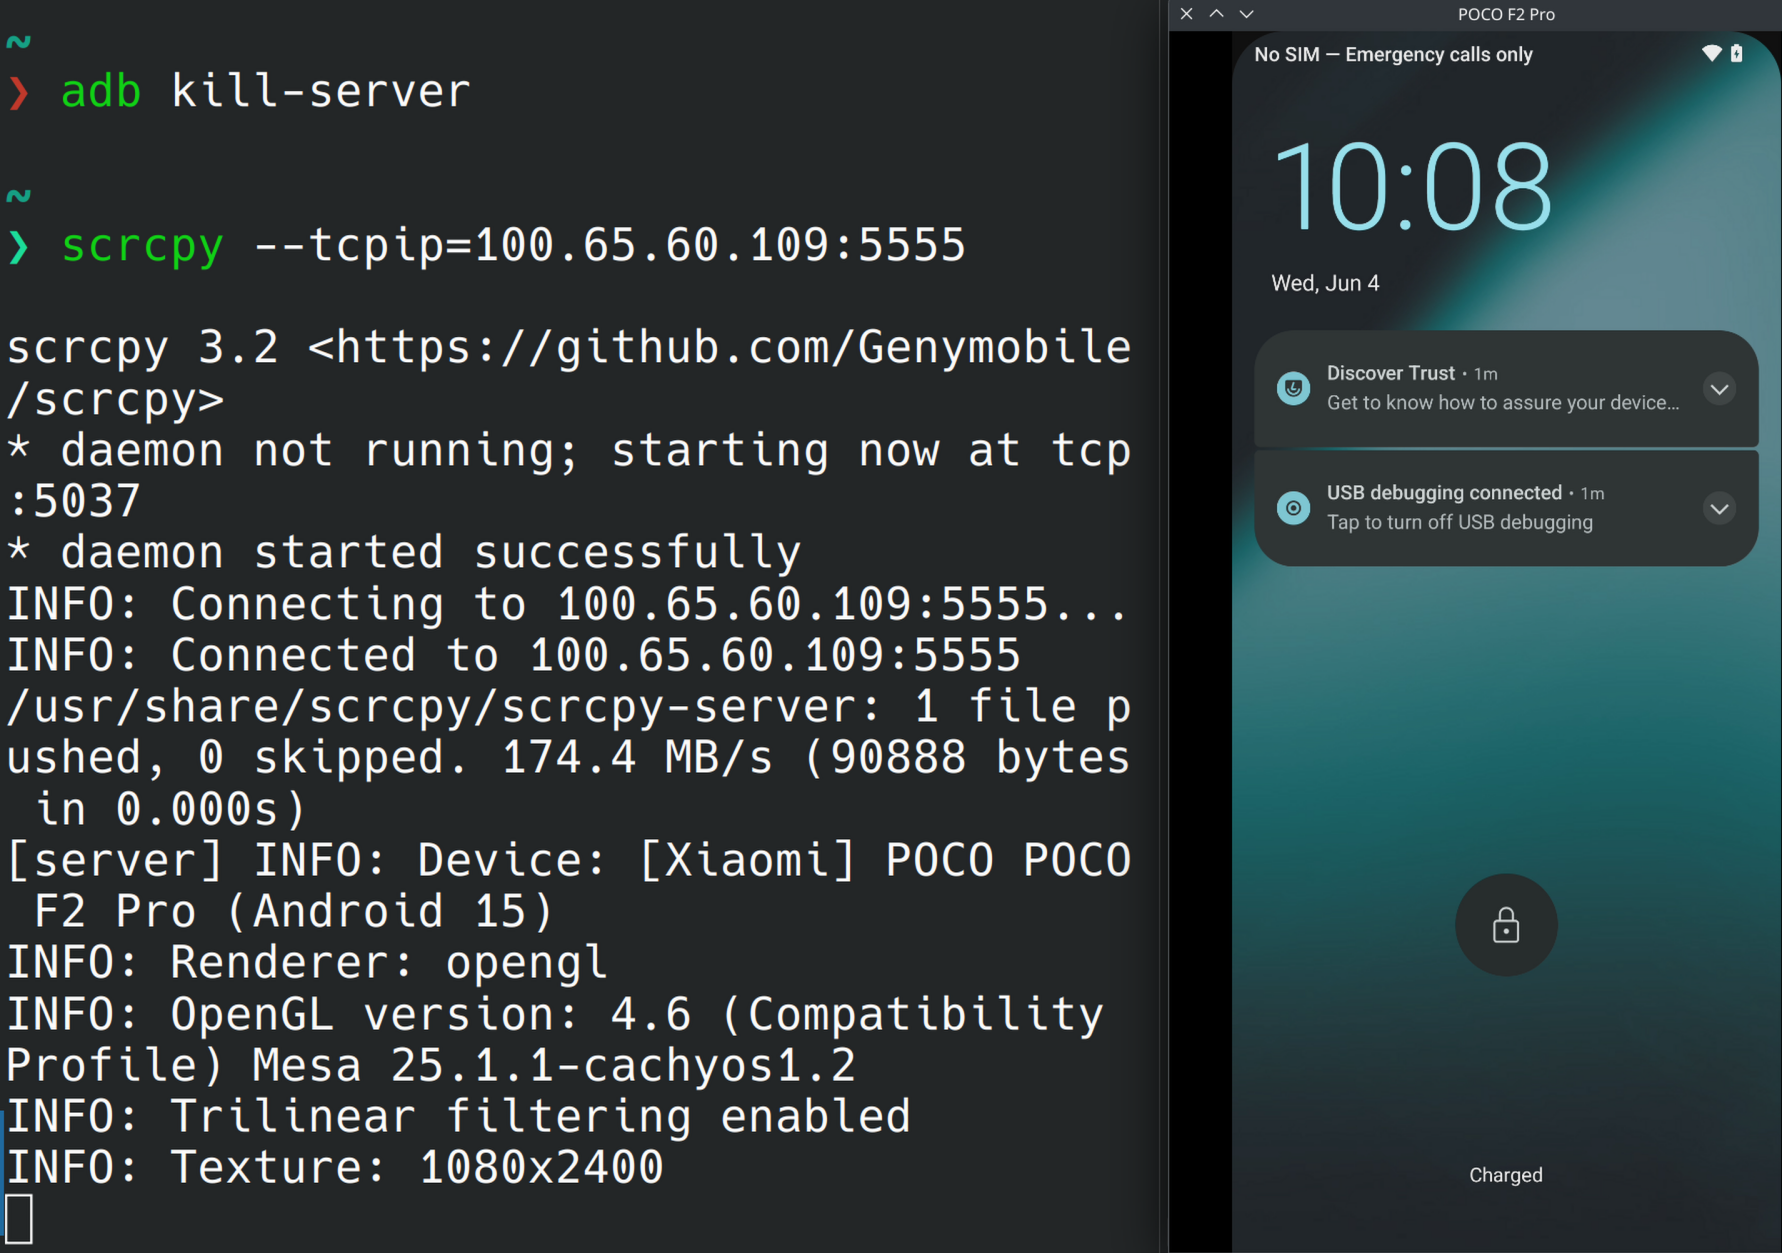 ~
❯ adb kill-server
~
❯ scrcpy --tcpip=100.65.60.109:5555
scrcpy 3.2 <https://github.com/Genymobile
/scrcpy>
* daemon not running; starting now at tcp
:5037
* daemon started successfully
INFO: Connecting to 100.65.60.109:5555...
INFO: Connected to 100.65.60.109:5555
/usr/share/scrcpy/scrcpy-server: 1 file p
ushed, 0 skipped. 174.4 MB/s (90888 bytes
 in 0.000s)
[server] INFO: Device: [Xiaomi] POCO POCO
 F2 Pro (Android 15)
INFO: Renderer: opengl
INFO: OpenGL version: 4.6 (Compatibility
Profile) Mesa 25.1.1-cachyos1.2
INFO: Trilinear filtering enabled
INFO: Texture: 1080x2400
POCO F2 Pro
No SIM — Emergency calls only
10:08
Wed, Jun 4
Discover Trust • 1m
Get to know how to assure your device...
USB debugging connected • 1m
Tap to turn off USB debugging
Charged